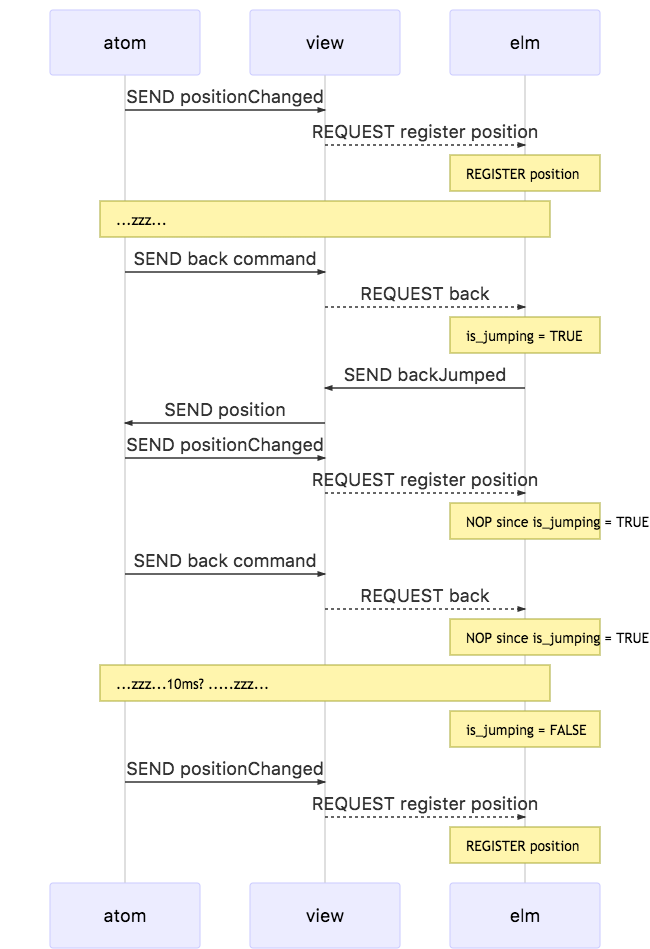 atom view elm
SEND positionChanged
REQUEST register position
REGISTER position
...zzz...
SEND back command
REQUEST back
is_jumping = TRUE
SEND backJumped
SEND position
SEND positionChanged
REQUEST register position
NOP since is_jumping = TRUE
SEND back command
REQUEST back
NOP since is_jumping = TRUE
...zzz...10ms? .....zzz...
is_jumping = FALSE
SEND positionChanged
REQUEST register position
REGISTER position
atom view elm